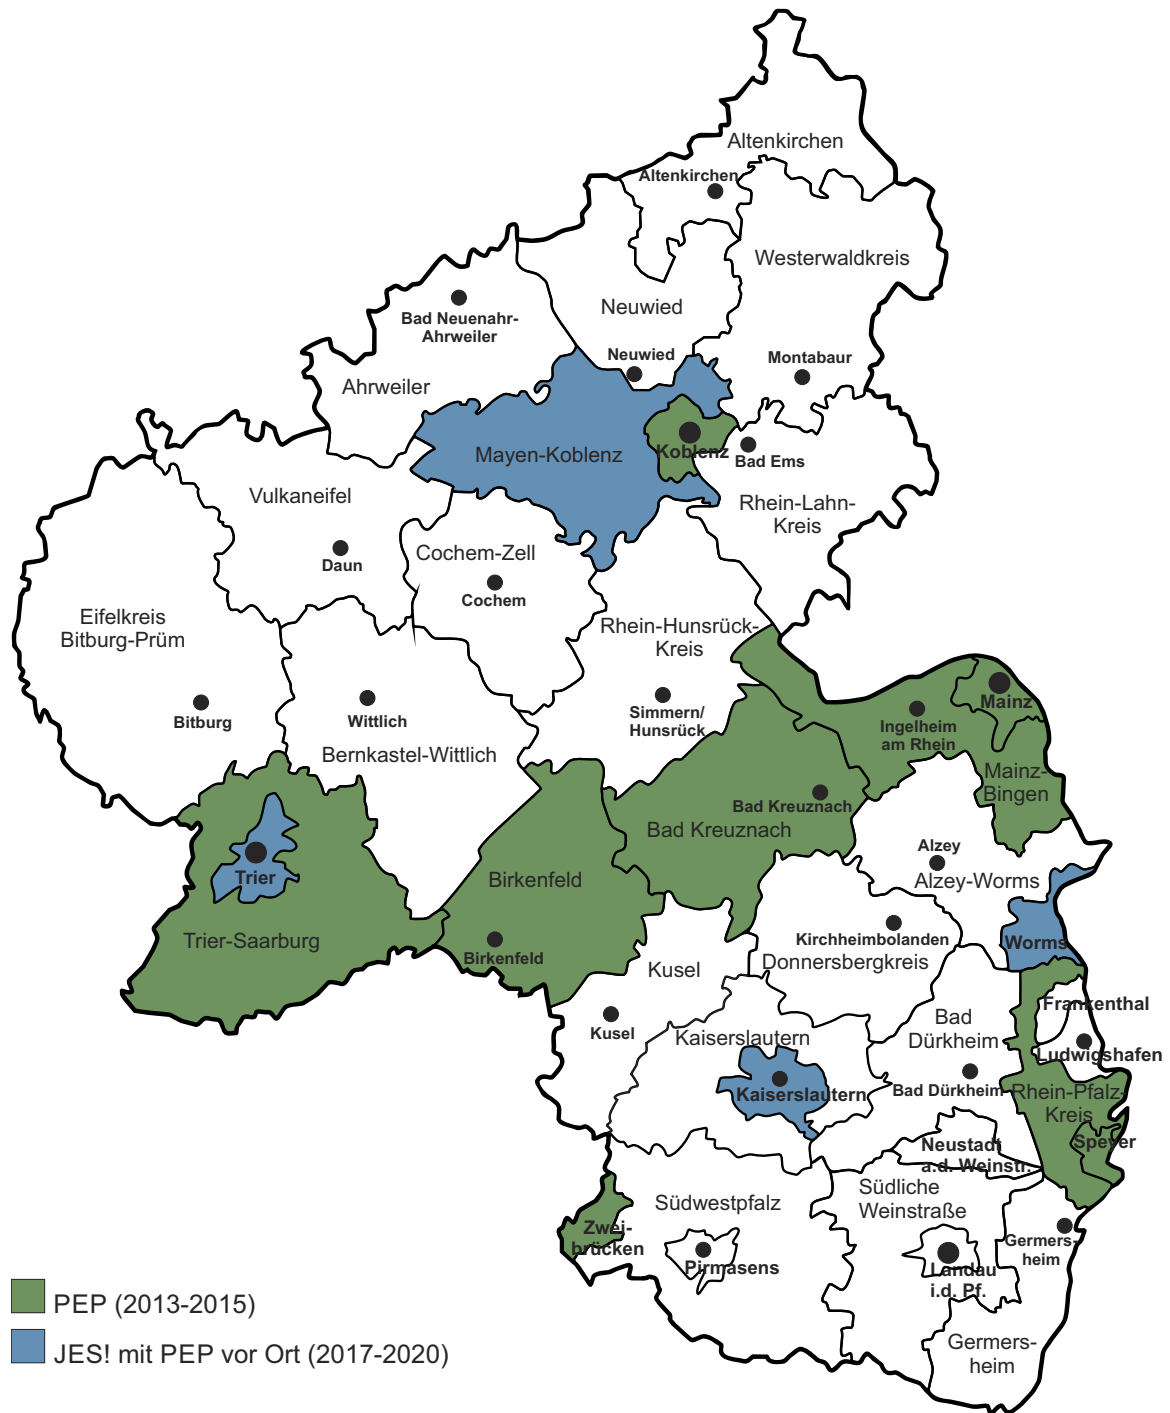 Altenkirchen
Altenkirchen
Westerwaldkreis
Neuwied
Bad Neuenahr-
Ahrweiler
Neuwied
Montabaur
Ahrweiler
Mayen-Koblenz
Koblenz
Bad Ems
Vulkaneifel
Rhein-Lahn-
Kreis
Daun
Cochem-Zell
Cochem
Eifelkreis
Bitburg-Prüm
Rhein-Hunsrück-
Kreis
Bitburg
Wittlich
Simmern/
Hunsrück
Mainz
Ingelheim
am Rhein
Bernkastel-Wittlich
Mainz-
Bingen
Bad Kreuznach
Bad Kreuznach
Alzey
Alzey-Worms
Trier
Birkenfeld
Trier-Saarburg
Birkenfeld
Kirchheimbolanden
Donnersbergkreis
Worms
Kusel
Kusel
Frankenthal
Bad
Dürkheim
Kaiserslautern
Ludwigshafen
Kaiserslautern
Bad Dürkheim
Rhein-Pfalz-
Kreis
Speyer
Neustadt
a.d. Weinstr.
Südliche
Weinstraße
Südwestpfalz
Zwei-
brücken
Pirmasens
Germers-
heim
Landau
i.d. Pf.
Germers-
heim
PEP (2013-2015)
JES! mit PEP vor Ort (2017-2020)